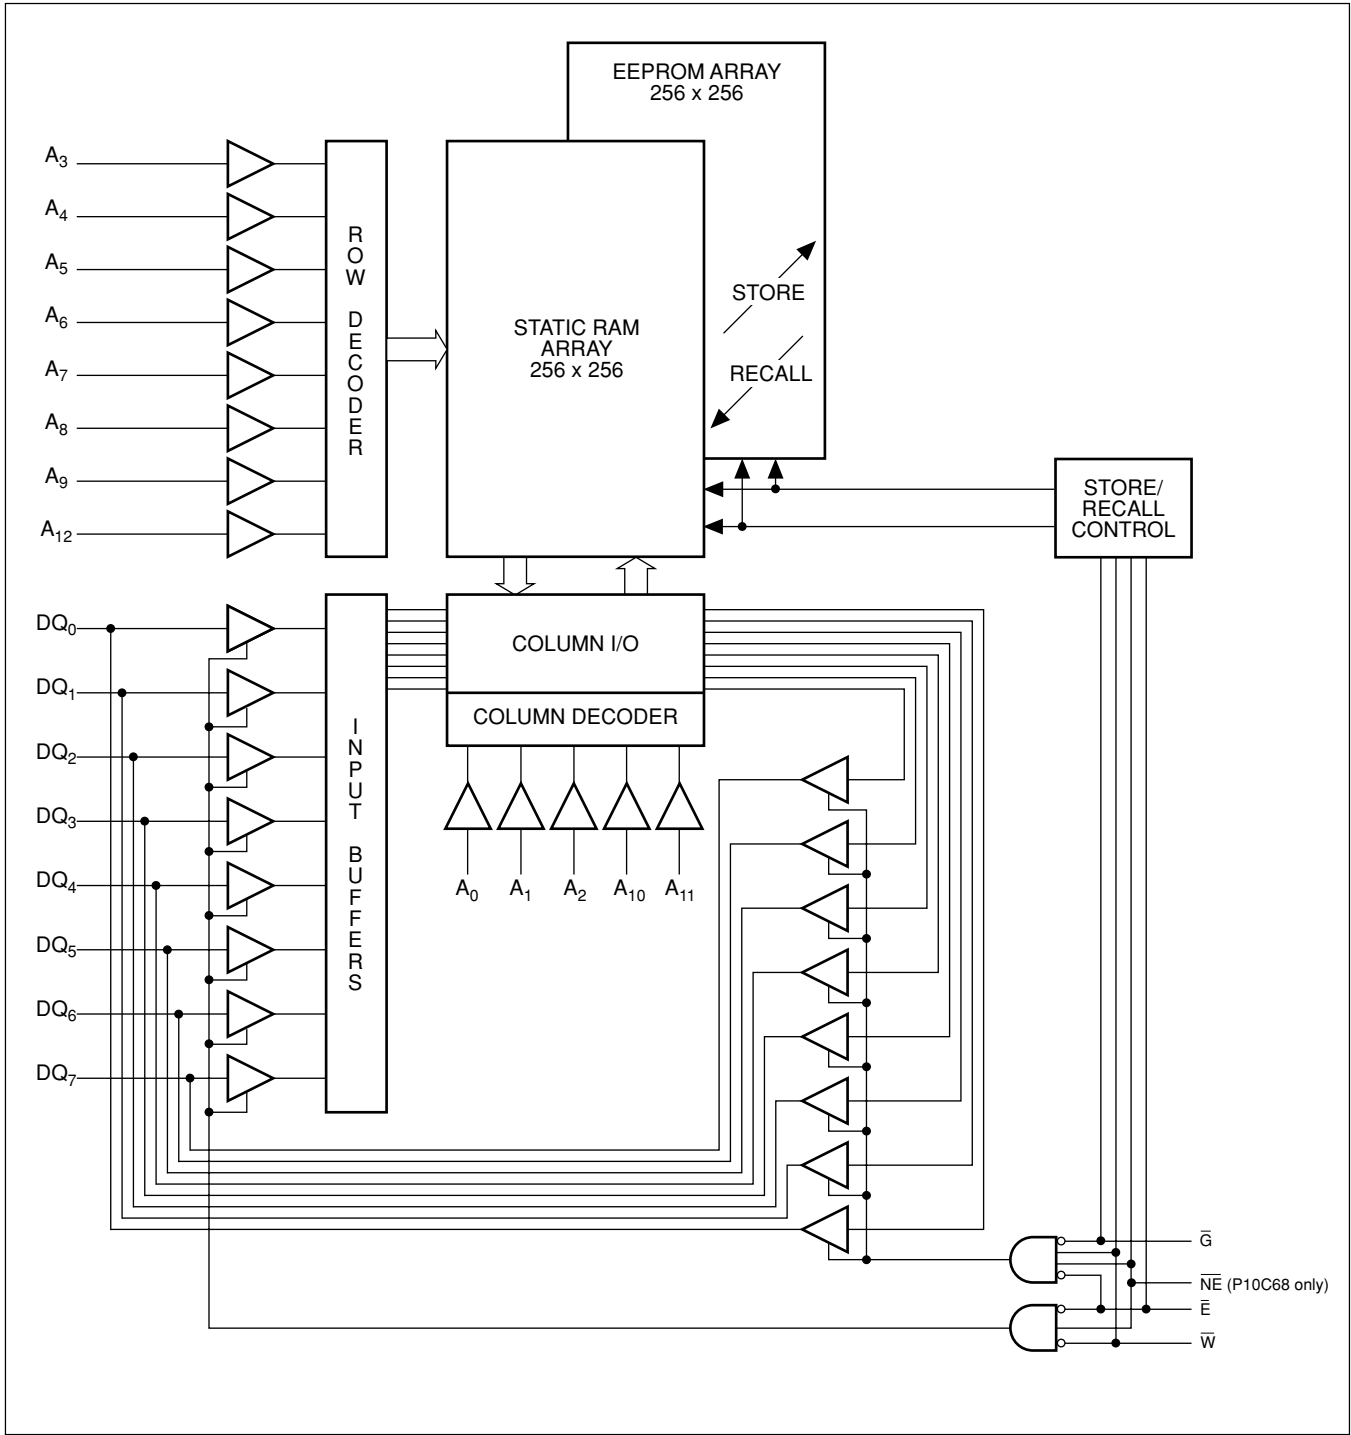 EEPROM ARRAY
256 x 256
A3
A4
A5
A6
A7
A8
A9
A12
ROW DECODER
STATIC RAM
ARRAY
256 x 256
STORE
RECALL
STORE/
RECALL
CONTROL
DQ0
DQ1
DQ2
DQ3
DQ4
DQ5
DQ6
DQ7
INPUT BUFFERS
COLUMN I/O
COLUMN DECODER
A0 A1 A2 A10 A11
G̅
N̅E̅ (P10C68 only)
E̅
W̅